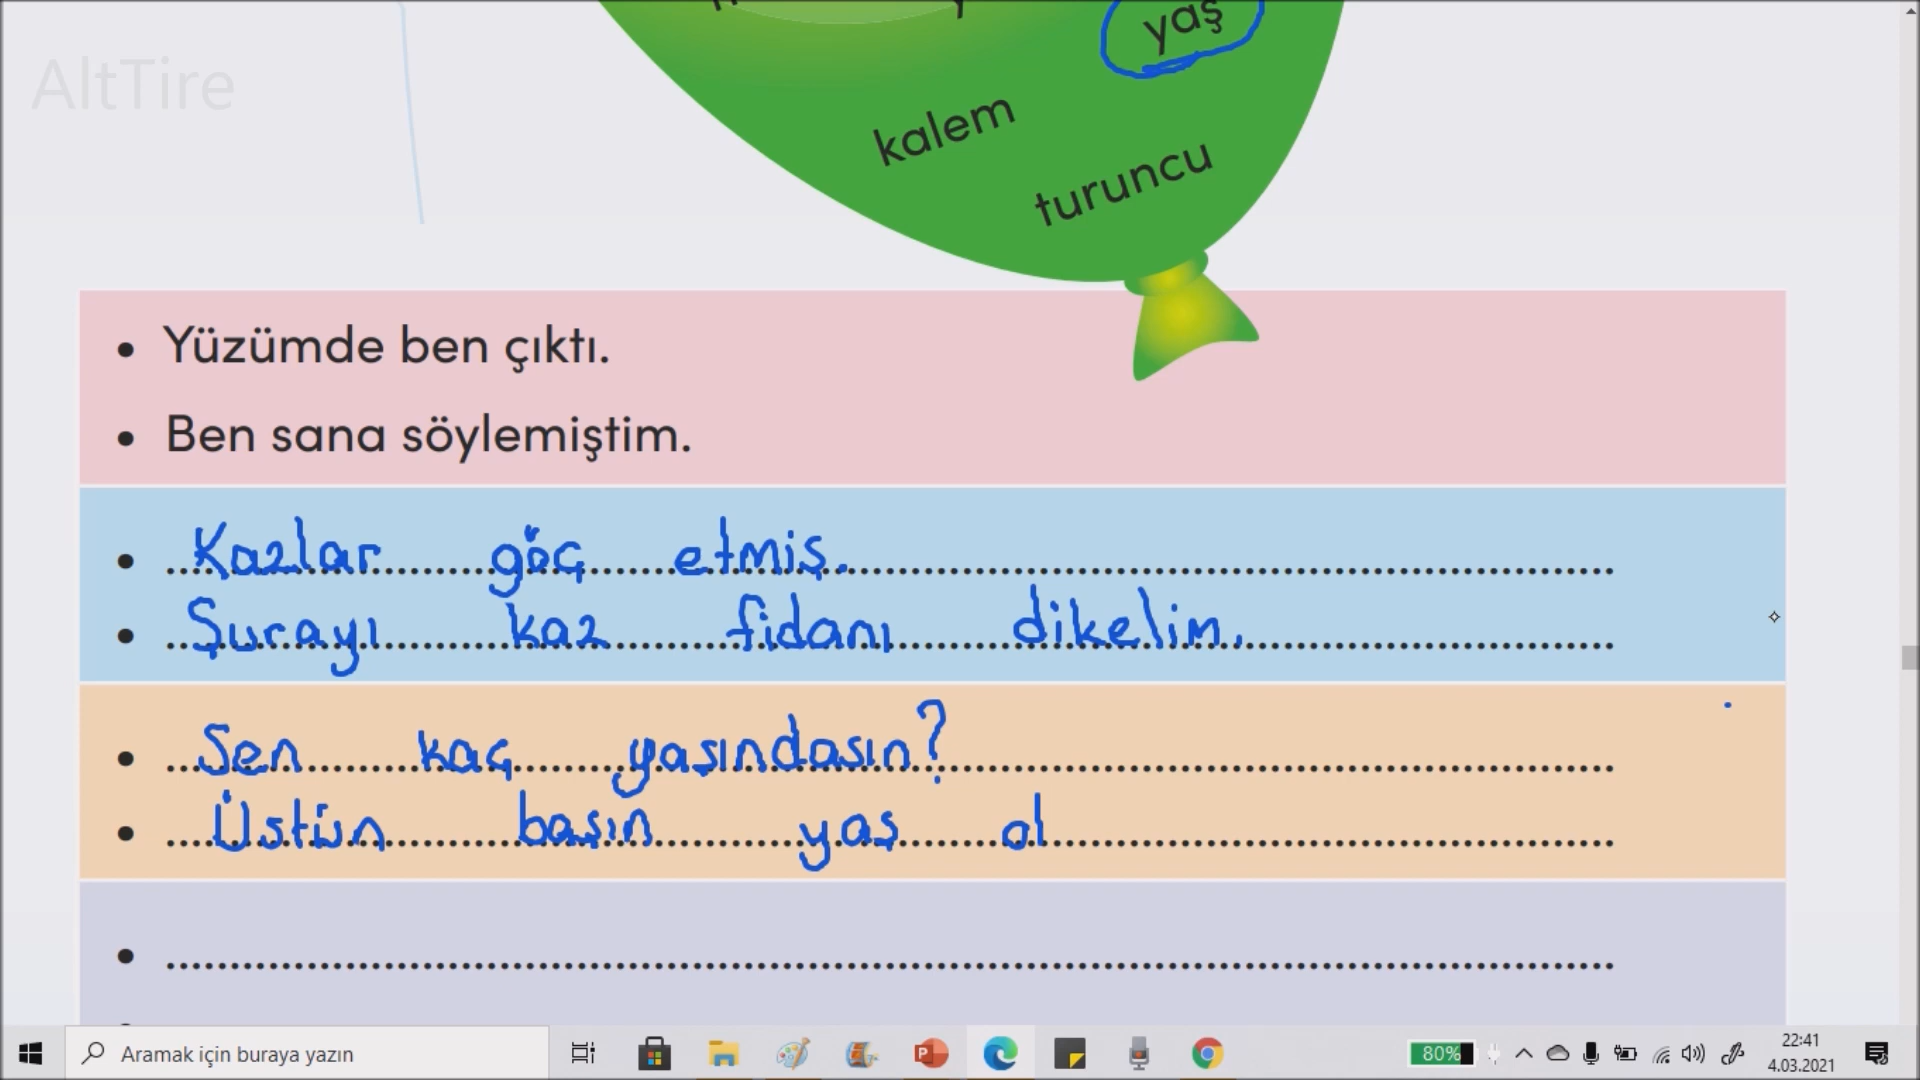 yaş
AltTire
kalem
turuncu
• Yüzümde ben çıktı.
• Ben sana söylemiştim.
• Kazlar göç etmiş.
• Şurayı kaz fidanı dikelim.
• Sen kaç yaşındasın?
• Üstün başın yaş ol
Aramak için buraya yazın
80%
22:41
4.03.2021